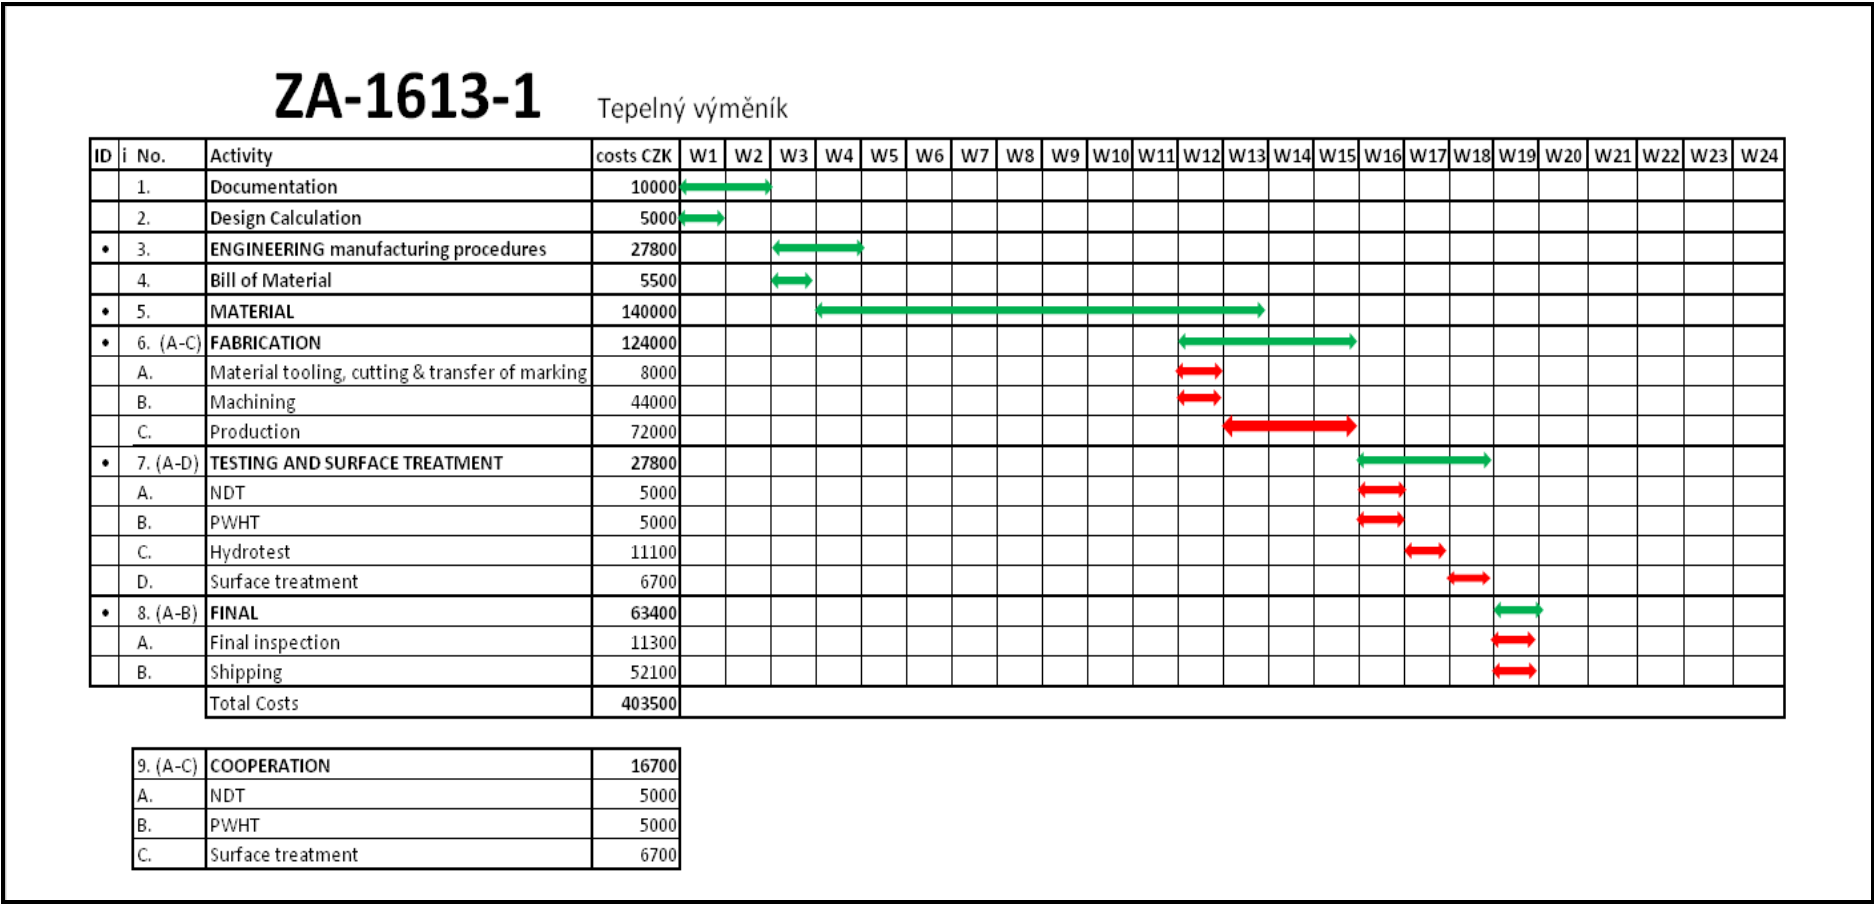 ZA-1613-1 Tepelný výměník
ID i No. Activity costs CZK W1 W2 W3 W4 W5 W6 W7 W8 W9 W10 W11 W12 W13 W14 W15 W16 W17 W18 W19 W20 W21 W22 W23 W24
1. Documentation 10000
2. Design Calculation 5000
• 3. ENGINEERING manufacturing procedures 27800
4. Bill of Material 5500
• 5. MATERIAL 140000
• 6. (A-C) FABRICATION 124000
A. Material tooling, cutting & transfer of marking 8000
B. Machining 44000
C. Production 72000
• 7. (A-D) TESTING AND SURFACE TREATMENT 27800
A. NDT 5000
B. PWHT 5000
C. Hydrotest 11100
D. Surface treatment 6700
• 8. (A-B) FINAL 63400
A. Final inspection 11300
B. Shipping 52100
Total Costs 403500
9. (A-C) COOPERATION 16700
A. NDT 5000
B. PWHT 5000
C. Surface treatment 6700